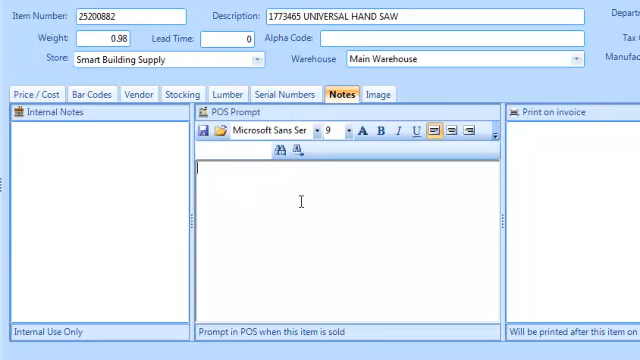 Item Number: 25200882 Description: 1773465 UNIVERSAL HAND SAW Depart
Weight: 0.98 Lead Time: 0 Alpha Code: Tax C
Store: Smart Building Supply Warehouse Main Warehouse Manufac
Price / Cost Bar Codes Vendor Stocking Lumber Serial Numbers Notes Image
Internal Notes POS Prompt Print on invoice
Microsoft Sans Ser 9 A B I U
Internal Use Only Prompt in POS when this item is sold Will be printed after this item on